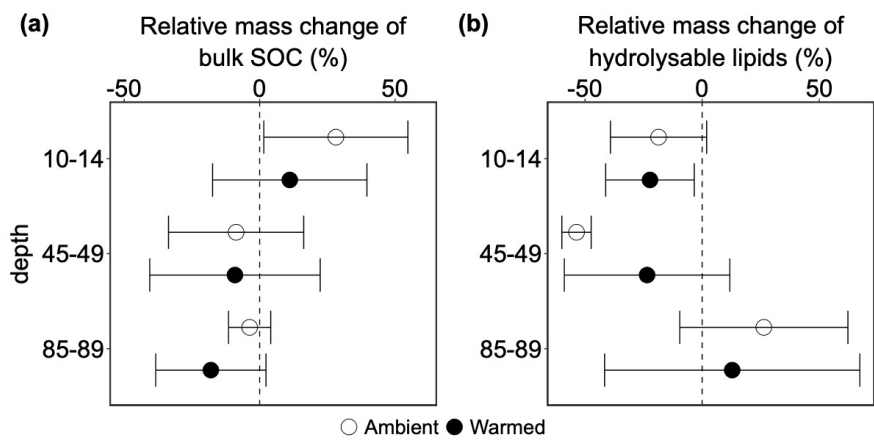 (a) Relative mass change of
bulk SOC (%)
-50 0 50
(b) Relative mass change of
hydrolysable lipids (%)
-50 0 50
depth
10-14
45-49
85-89
10-14
45-49
85-89
Ambient Warmed